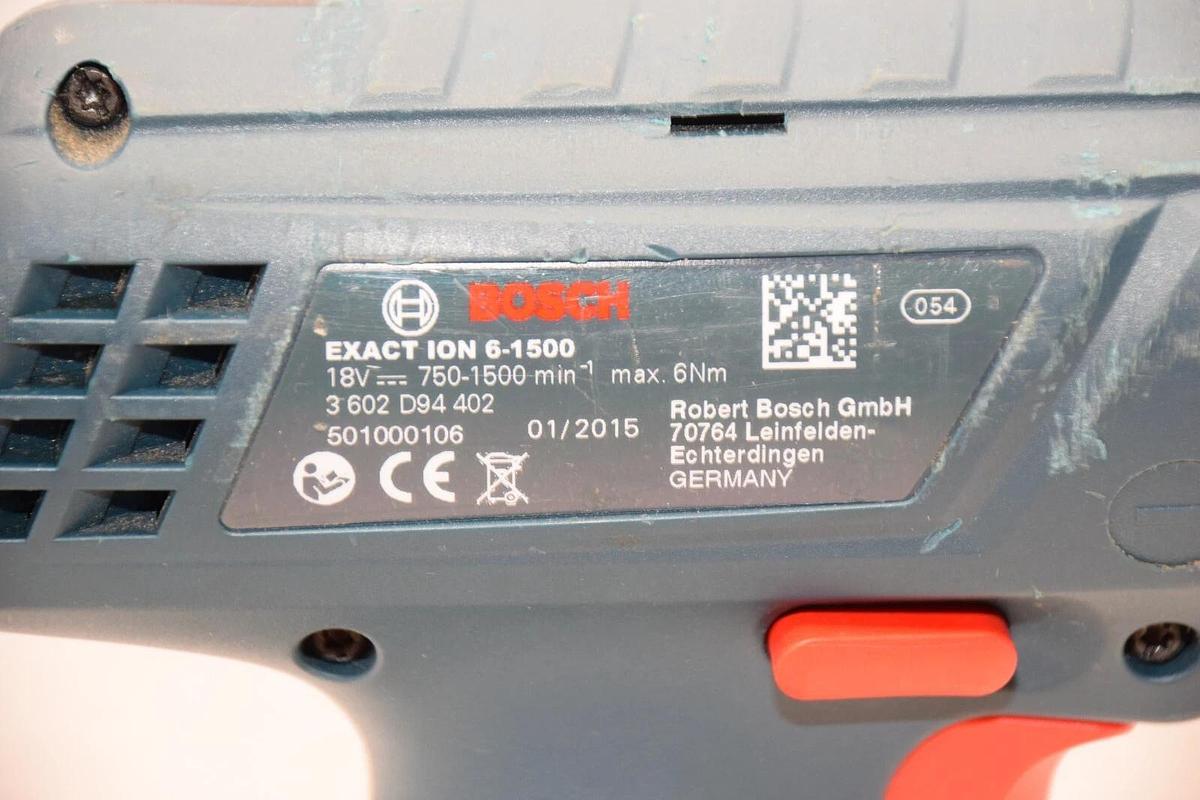 BOSCH
054
EXACT ION 6-1500
18V⎓ 750-1500 min⁻¹ max. 6Nm
3 602 D94 402
501000106 01/2015
Robert Bosch GmbH
70764 Leinfelden-
Echterdingen
GERMANY
CE